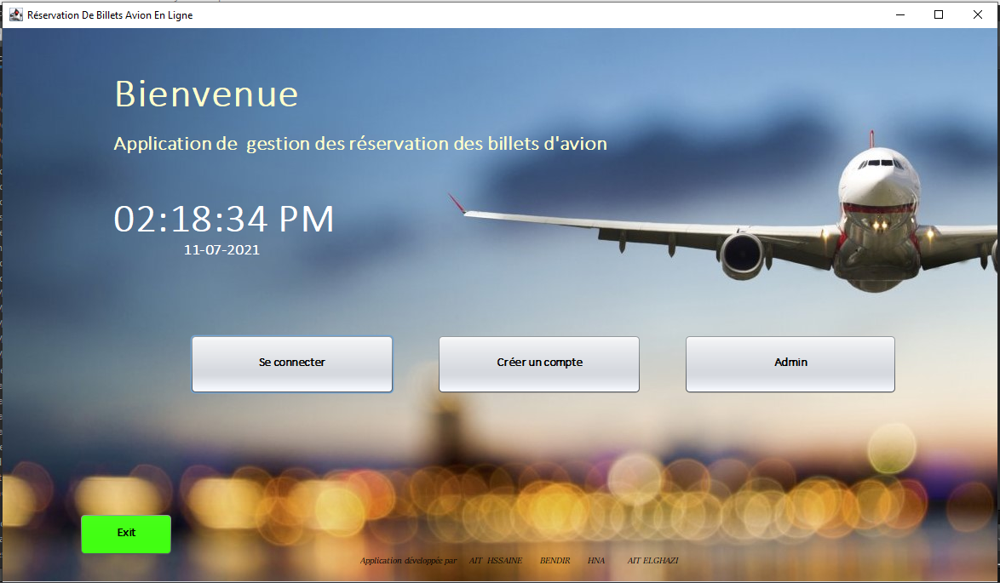 Réservation De Billets Avion En Ligne
Bienvenue
Application de gestion des réservation des billets d'avion
02:18:34 PM
11-07-2021
Se connecter
Créer un compte
Admin
Exit
Application développée par AIT HSSAINE BENDIR HNA AIT ELGHAZI